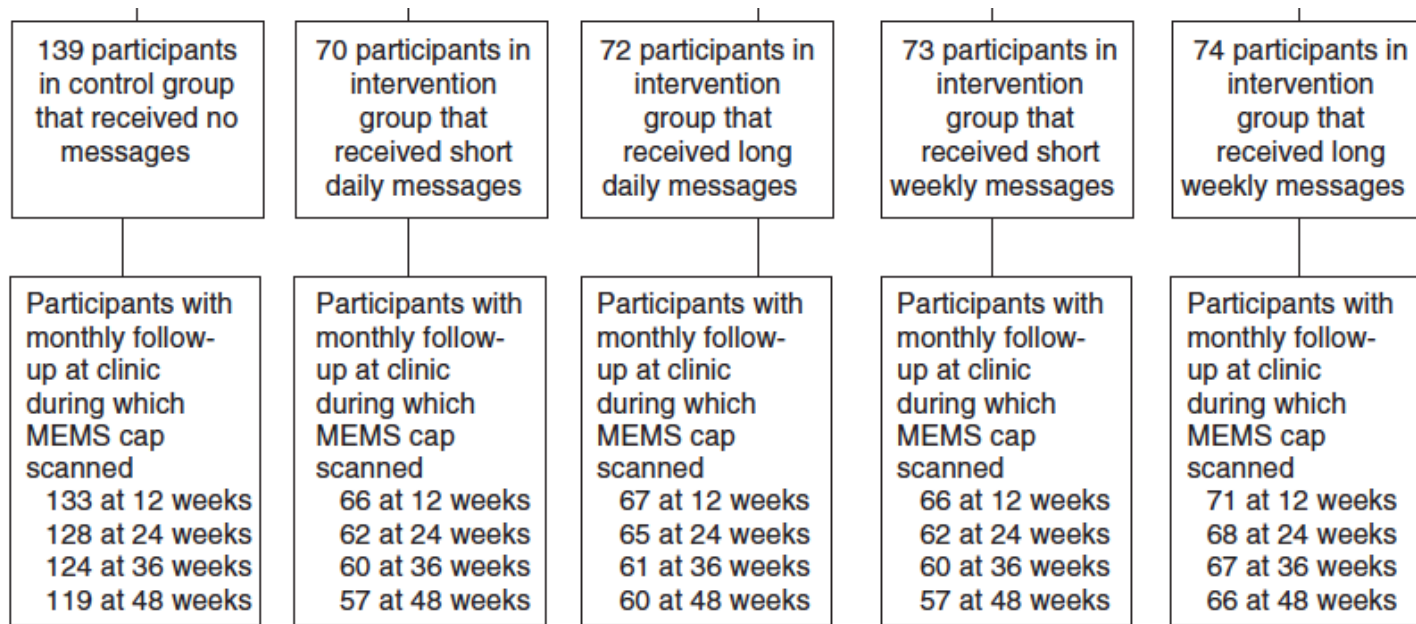 139 participants
in control group
that received no
messages
70 participants in
intervention
group that
received short
daily messages
72 participants in
intervention
group that
received long
daily messages
73 participants in
intervention
group that
received short
weekly messages
74 participants in
intervention
group that
received long
weekly messages
Participants with
monthly follow-
up at clinic
during which
MEMS cap
scanned
133 at 12 weeks
128 at 24 weeks
124 at 36 weeks
119 at 48 weeks
Participants with
monthly follow-
up at clinic
during which
MEMS cap
scanned
66 at 12 weeks
62 at 24 weeks
60 at 36 weeks
57 at 48 weeks
Participants with
monthly follow-
up at clinic
during which
MEMS cap
scanned
67 at 12 weeks
65 at 24 weeks
61 at 36 weeks
60 at 48 weeks
Participants with
monthly follow-
up at clinic
during which
MEMS cap
scanned
66 at 12 weeks
62 at 24 weeks
60 at 36 weeks
57 at 48 weeks
Participants with
monthly follow-
up at clinic
during which
MEMS cap
scanned
71 at 12 weeks
68 at 24 weeks
67 at 36 weeks
66 at 48 weeks